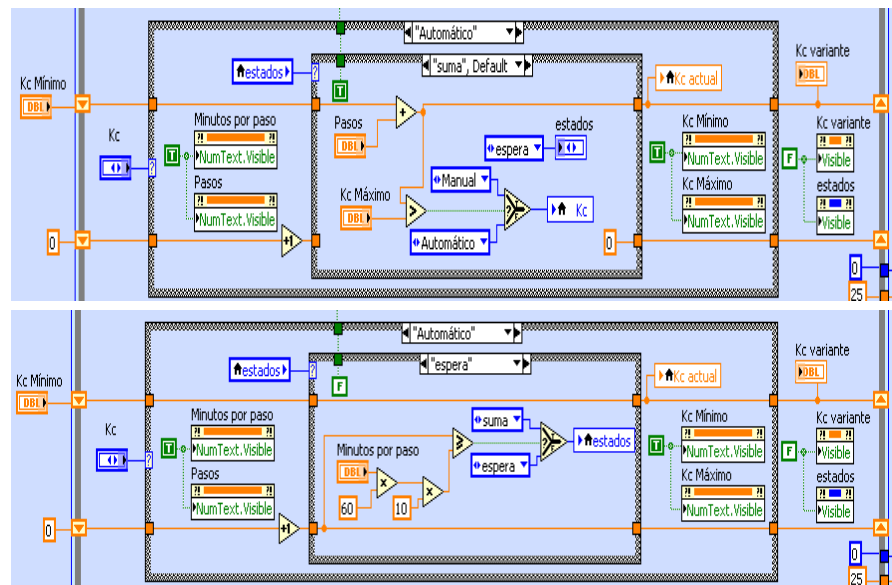 "Automático"
estados
"suma", Default
Kc variante
Kc actual
DBL
Kc Mínimo
DBL
T
Minutos por paso
NumText.Visible
Pasos
DBL
+
estados
espera
Kc Mínimo
NumText.Visible
Kc variante
Visible
Kc
T
Pasos
NumText.Visible
Manual
Kc Máximo
DBL
>
?
Kc
T
Kc Máximo
NumText.Visible
F
estados
Visible
Automático
0
+1
0
0
25
"Automático"
estados
"espera"
Kc variante
Kc actual
DBL
Kc Mínimo
DBL
F
Minutos por paso
NumText.Visible
suma
Kc Mínimo
NumText.Visible
Kc variante
Visible
Kc
T
Pasos
NumText.Visible
Minutos por paso
DBL
x
x
≥
?
estados
espera
T
Kc Máximo
NumText.Visible
F
estados
Visible
60
10
0
+1
0
25